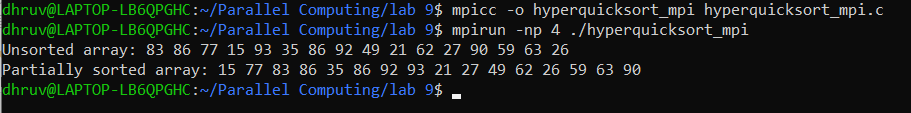 dhruv@LAPTOP-LB6QPGHC:~/Parallel Computing/lab 9$ mpicc -o hyperquicksort_mpi hyperquicksort_mpi.c
dhruv@LAPTOP-LB6QPGHC:~/Parallel Computing/lab 9$ mpirun -np 4 ./hyperquicksort_mpi
Unsorted array: 83 86 77 15 93 35 86 92 49 21 62 27 90 59 63 26
Partially sorted array: 15 77 83 86 35 86 92 93 21 27 49 62 26 59 63 90
dhruv@LAPTOP-LB6QPGHC:~/Parallel Computing/lab 9$